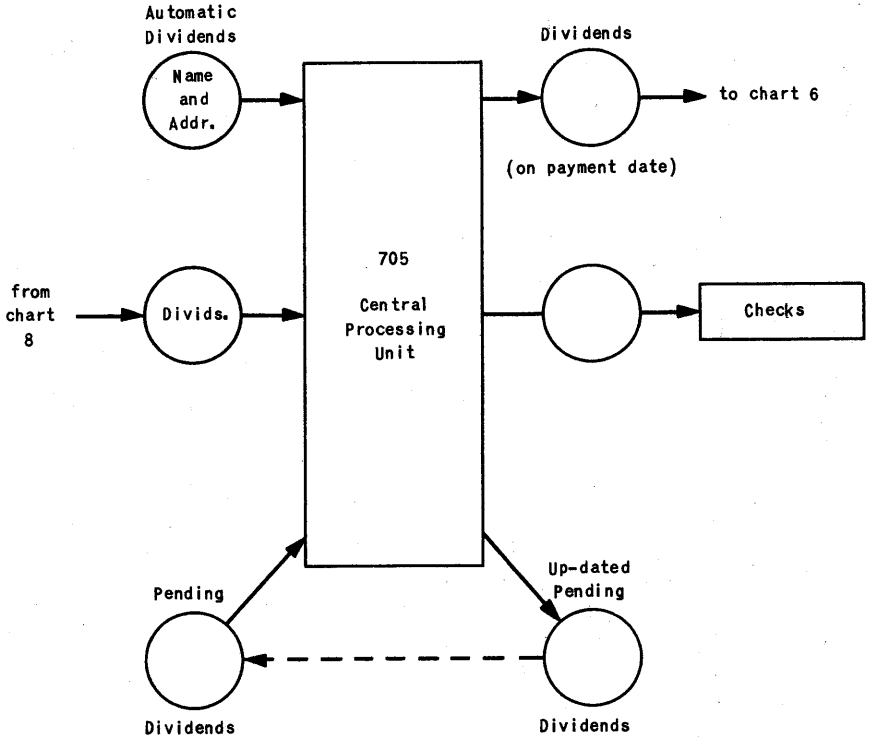 Automatic
Dividends
Name
and
Addr.
Dividends
to chart 6
(on payment date)
from
chart
8
Divids.
705
Central
Processing
Unit
Checks
Pending
Dividends
Up-dated
Pending
Dividends